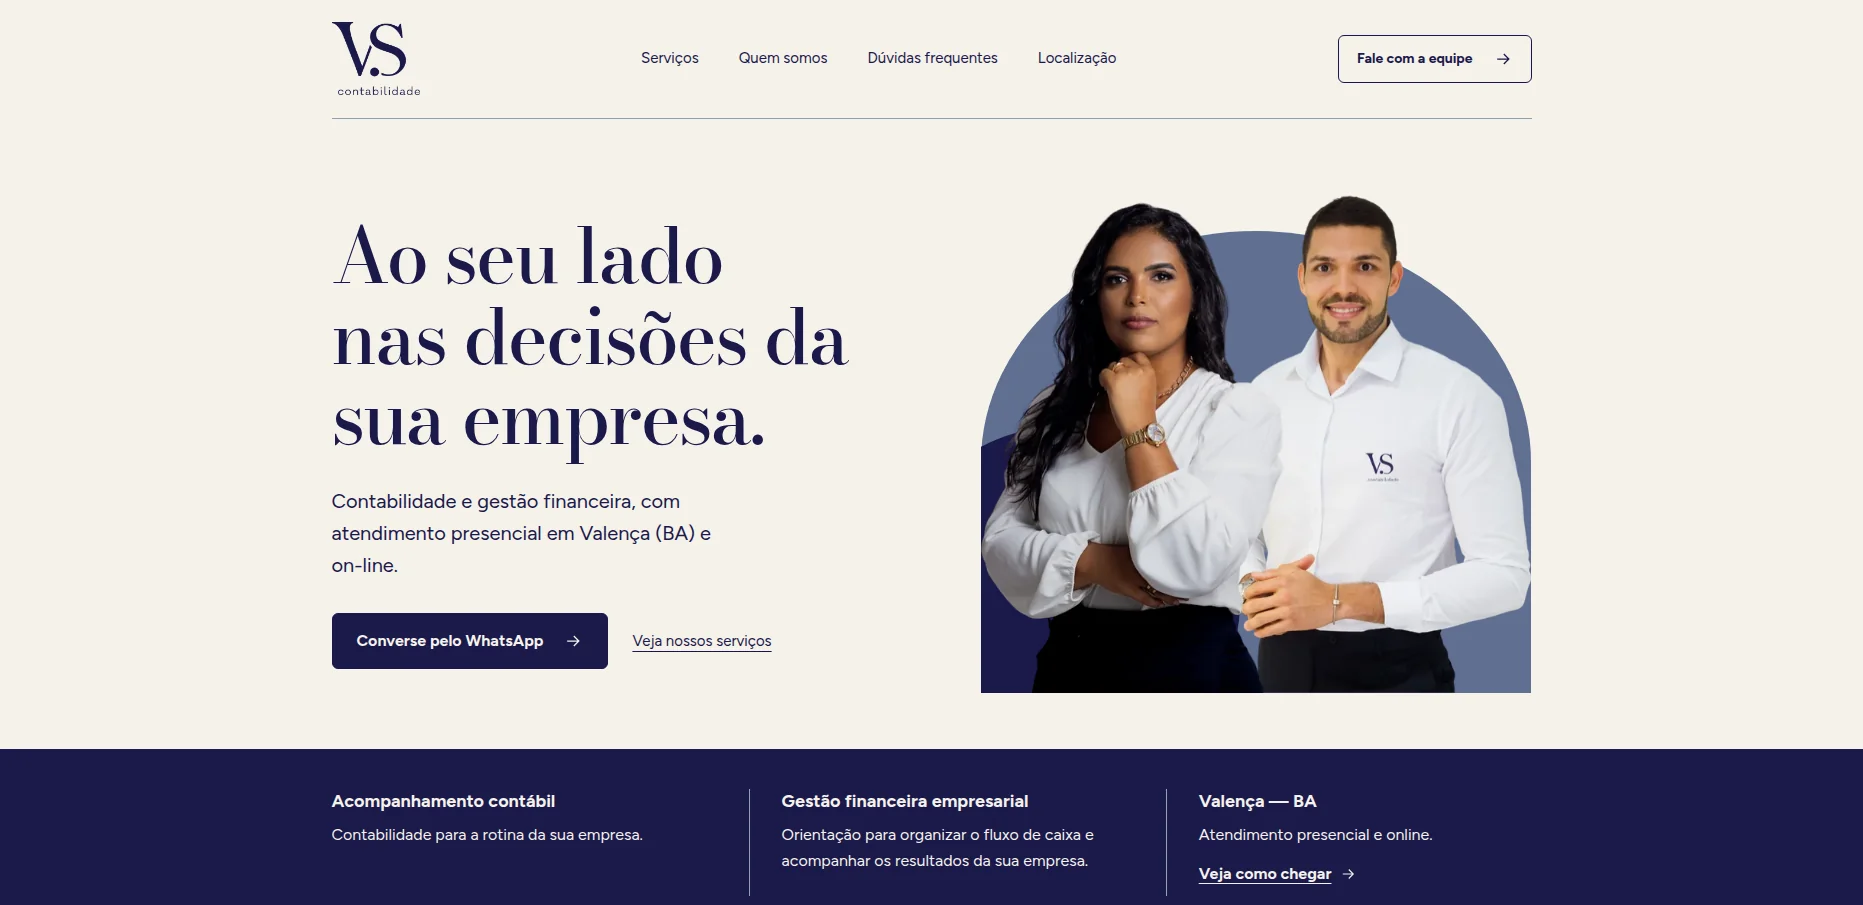 VS
contabilidade
Serviços
Quem somos
Dúvidas frequentes
Localização
Fale com a equipe
Ao seu lado
nas decisões da
sua empresa.
Contabilidade e gestão financeira, com
atendimento presencial em Valença (BA) e
on-line.
Converse pelo WhatsApp
Veja nossos serviços
VS
contabilidade
Acompanhamento contábil
Contabilidade para a rotina da sua empresa.
Gestão financeira empresarial
Orientação para organizar o fluxo de caixa e
acompanhar os resultados da sua empresa.
Valença — BA
Atendimento presencial e online.
Veja como chegar